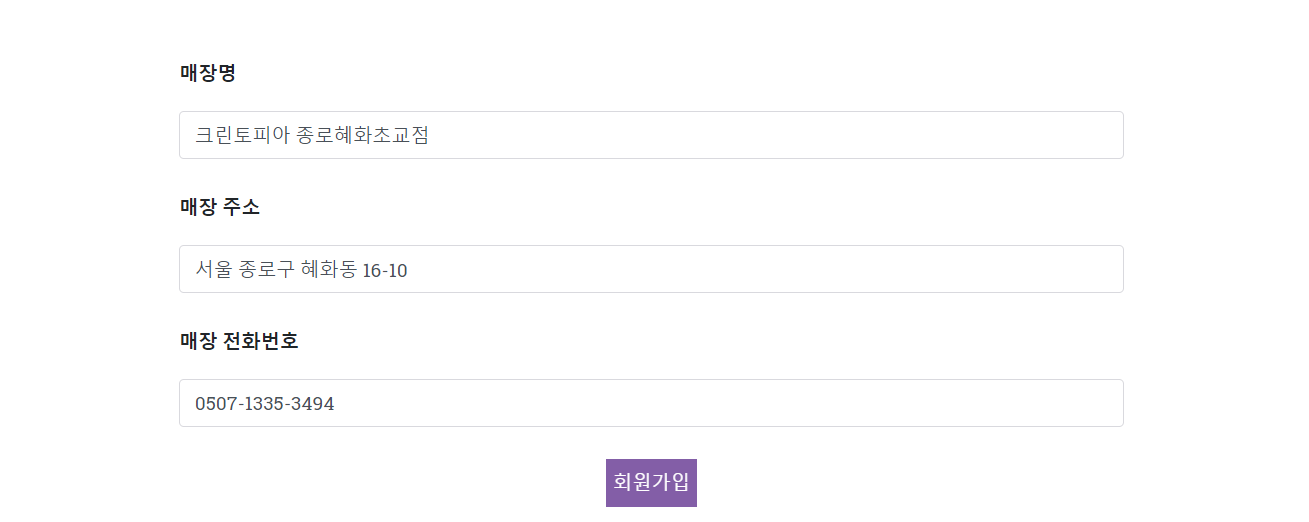 매장명
크린토피아 종로혜화초교점
매장 주소
서울 종로구 혜화동 16-10
매장 전화번호
0507-1335-3494
회원가입